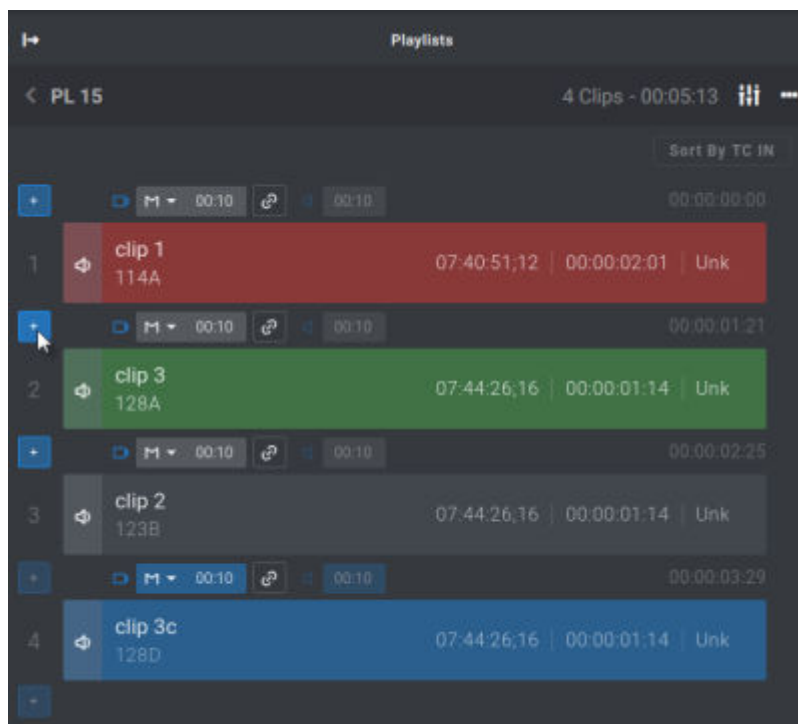 Playlists
< PL 15 4 Clips - 00:05:13
Sort By TC IN
+ M 00:10 00:10 00:00:00:00
1 clip 1 07:40:51;12 00:00:02:01 Unk
114A
+ M 00:10 00:10 00:00:01:21
2 clip 3 07:44:26;16 00:00:01:14 Unk
128A
+ M 00:10 00:10 00:00:02:25
3 clip 2 07:44:26;16 00:00:01:14 Unk
123B
+ M 00:10 00:10 00:00:03:29
4 clip 3c 07:44:26;16 00:00:01:14 Unk
128D
+